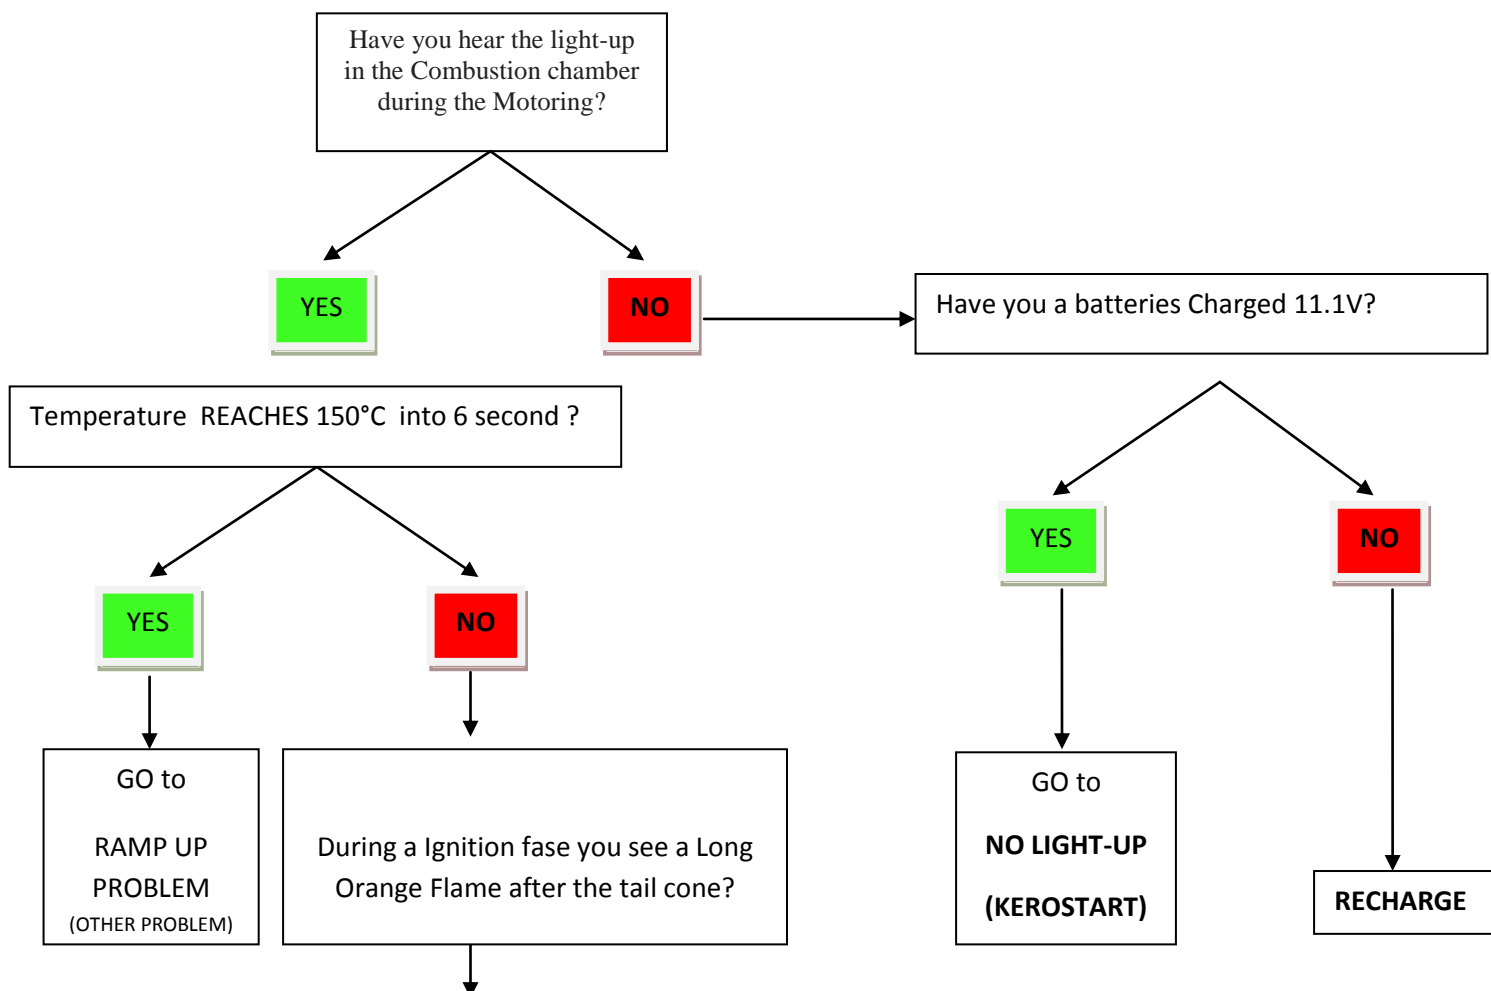 Have you hear the light-up
in the Combustion chamber
during the Motoring?
YES
NO
Have you a batteries Charged 11.1V?
Temperature REACHES 150°C into 6 second ?
YES
NO
YES
NO
GO to
RAMP UP
PROBLEM
(OTHER PROBLEM)
During a Ignition fase you see a Long
Orange Flame after the tail cone?
GO to
NO LIGHT-UP
(KEROSTART)
RECHARGE